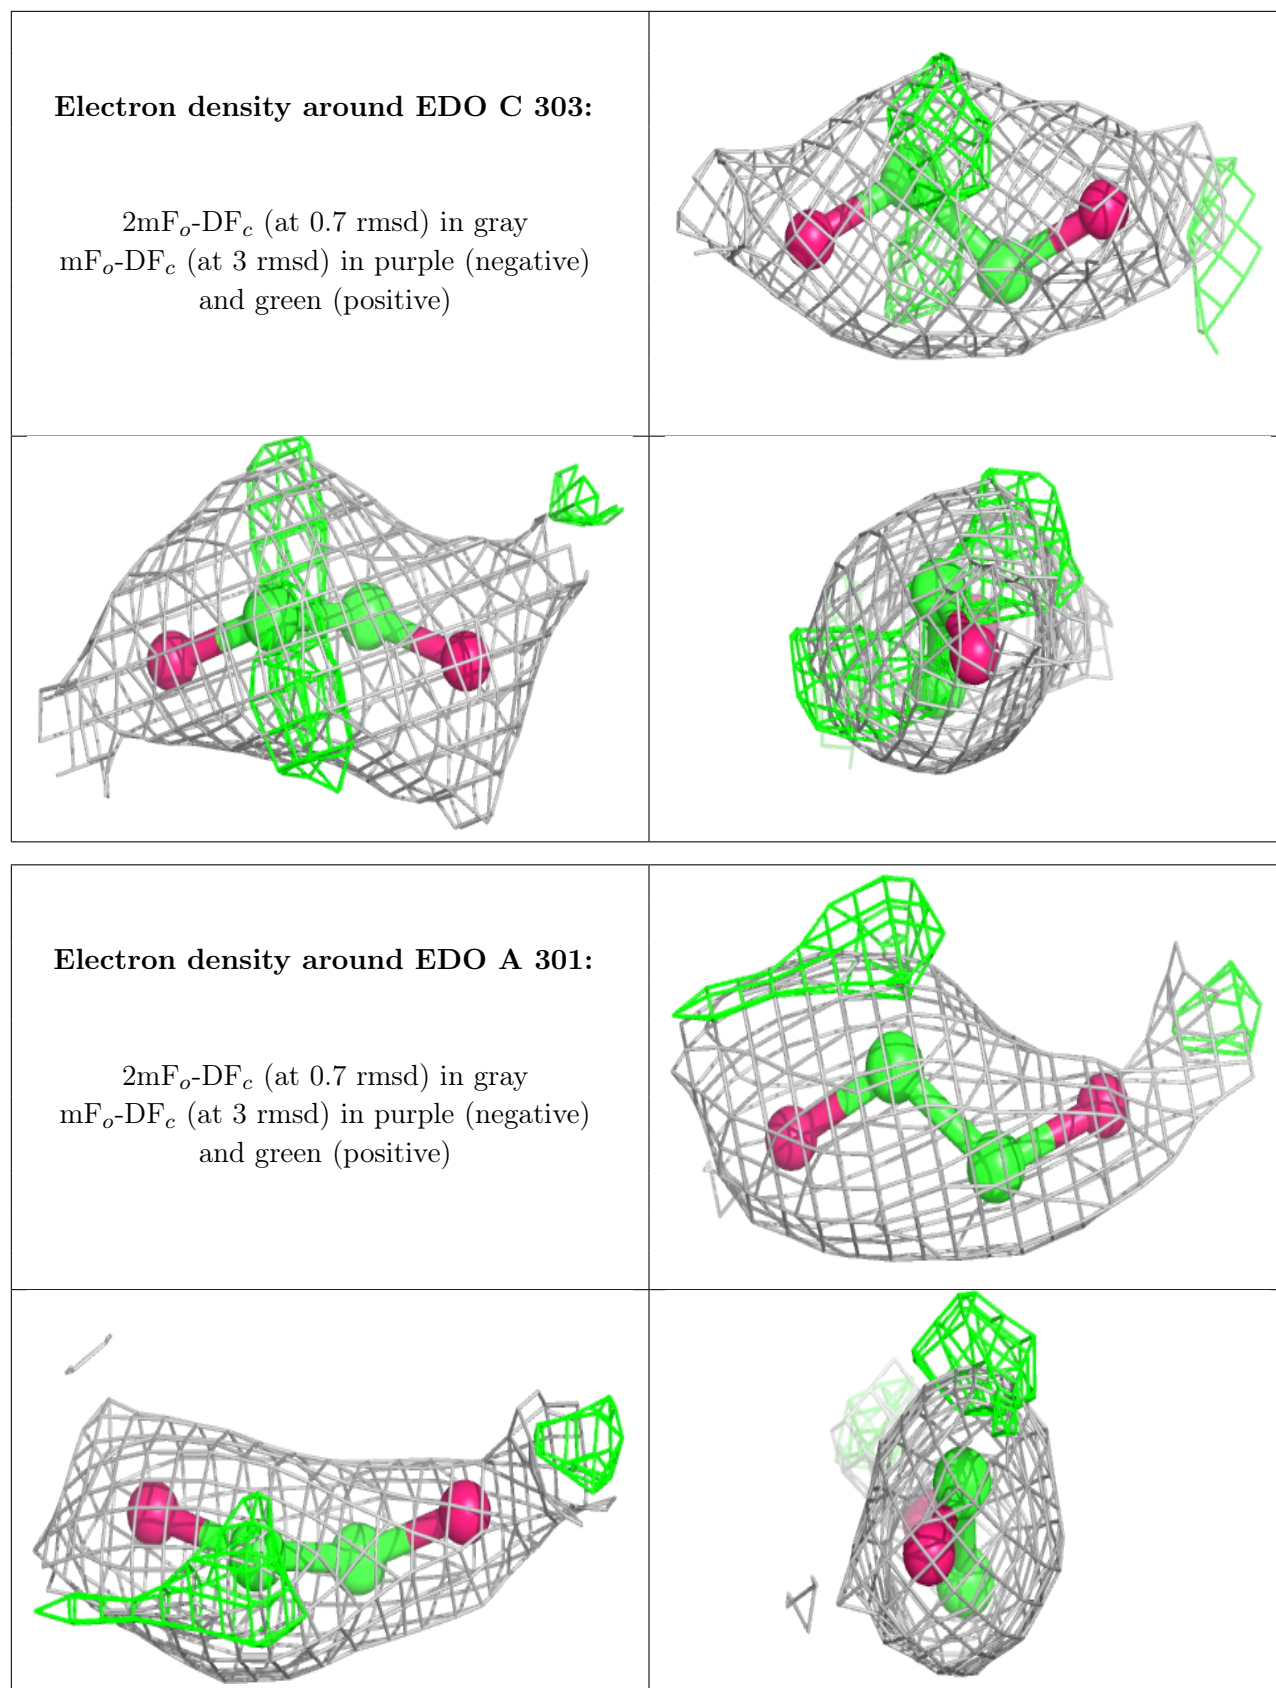 Electron density around EDO C 303:
2mFo-DFc (at 0.7 rmsd) in gray
mFo-DFc (at 3 rmsd) in purple (negative)
and green (positive)
Electron density around EDO A 301:
2mFo-DFc (at 0.7 rmsd) in gray
mFo-DFc (at 3 rmsd) in purple (negative)
and green (positive)